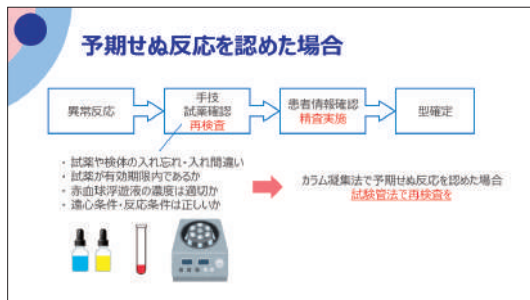 予期せぬ反応を認めた場合
異常反応
手技
試薬確認
再検査
患者情報確認
精査実施
型確定
・試薬や検体の入れ忘れ・入れ間違い
・試薬が有効期限内であるか
・赤血球浮遊液の濃度は適切か
・遠心条件・反応条件は正しいか
カラム凝集法で予期せぬ反応を認めた場合
試験管法で再検査を